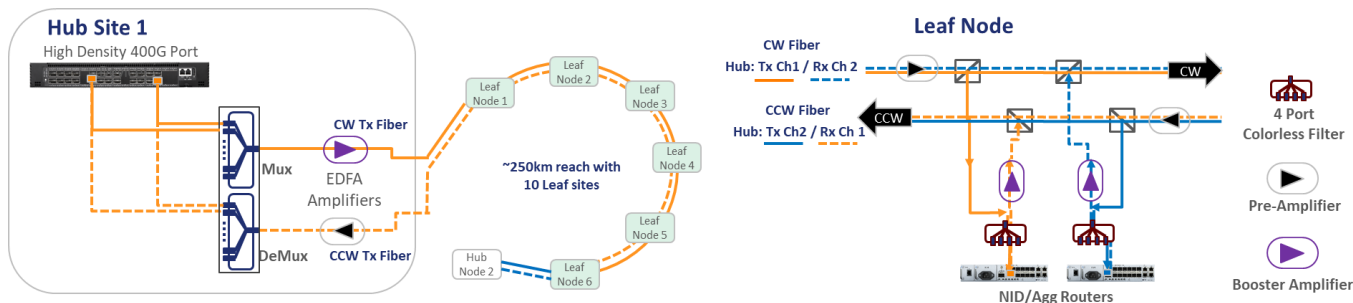 Hub Site 1
High Density 400G Port
Mux
CW Tx Fiber
EDFA
Amplifiers
DeMux
CCW Tx Fiber
Leaf
Node 1
Leaf
Node 2
Leaf
Node 3
Leaf
Node 4
Leaf
Node 5
Leaf
Node 6
Hub
Node 2
~250km reach with
10 Leaf sites
Leaf Node
CW Fiber
Hub: Tx Ch1 / Rx Ch 2
CW
CCW Fiber
Hub: Tx Ch2 / Rx Ch 1
CCW
NID/Agg Routers
4 Port
Colorless Filter
Pre-Amplifier
Booster Amplifier